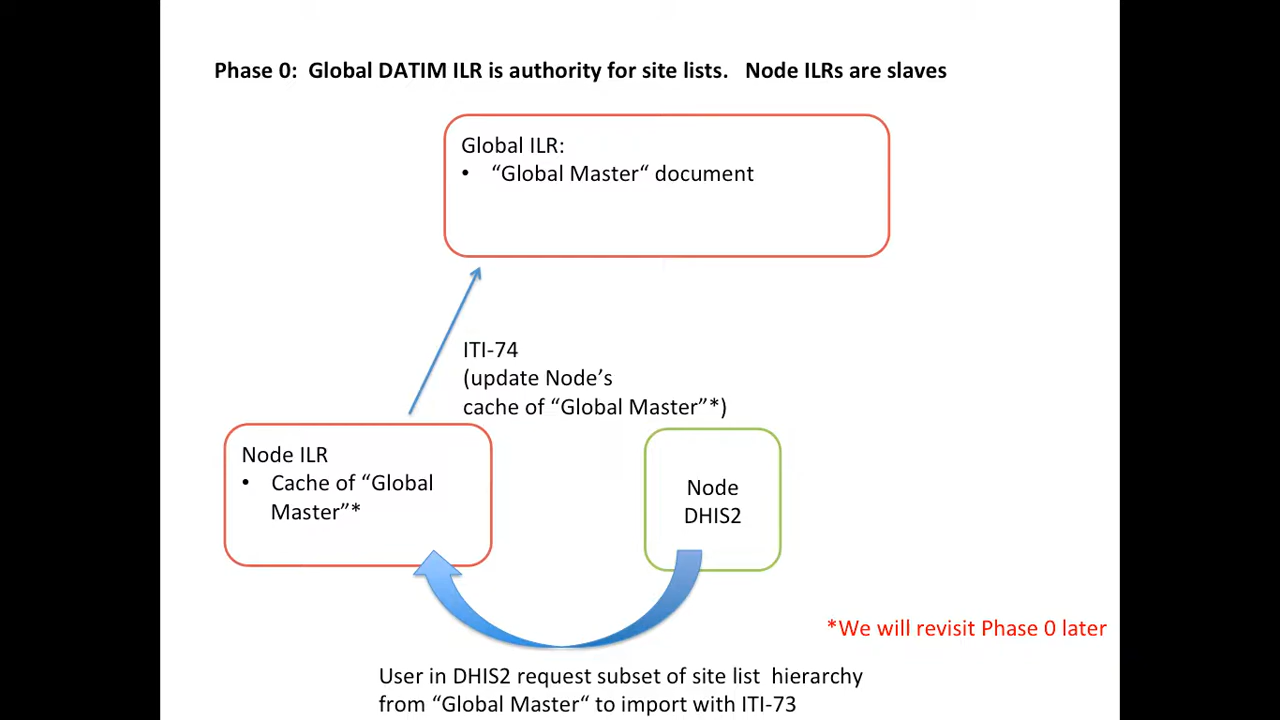 Phase 0:  Global DATIM ILR is authority for site lists.   Node ILRs are slaves
Global ILR:
• “Global Master“ document
ITI-74
(update Node’s
cache of “Global Master”*)
Node ILR
• Cache of “Global
Master”*
Node
DHIS2
*We will revisit Phase 0 later
User in DHIS2 request subset of site list  hierarchy
from “Global Master“ to import with ITI-73